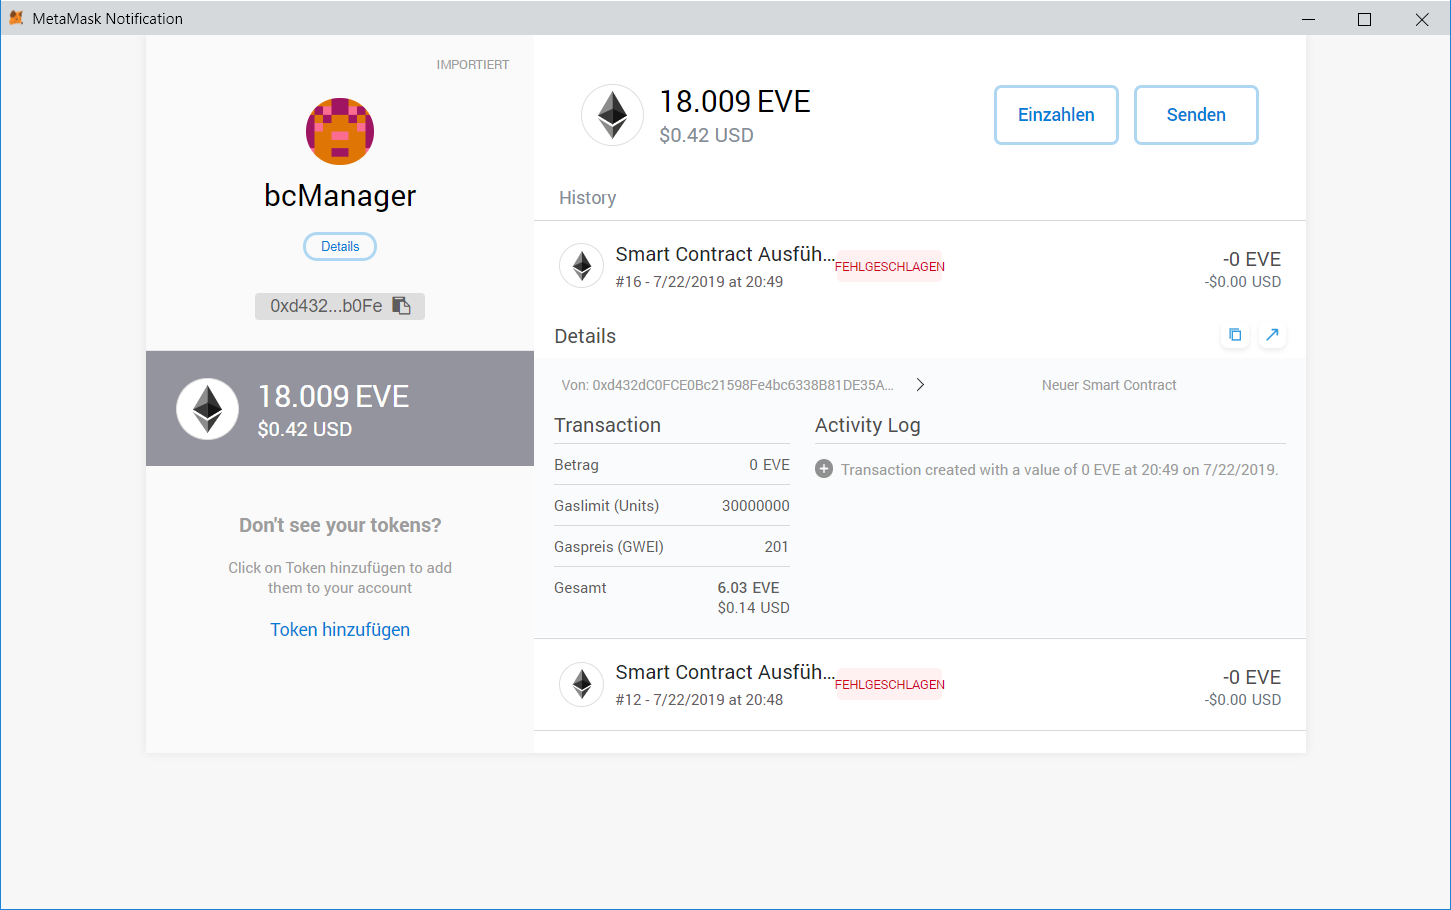 MetaMask Notification
IMPORTIERT
bcManager
Details
0xd432...b0Fe
18.009 EVE
$0.42 USD
Don't see your tokens?
Click on Token hinzufügen to add
them to your account
Token hinzufügen
18.009 EVE
$0.42 USD
Einzahlen
Senden
History
Smart Contract Ausfüh...
FEHLGESCHLAGEN
-0 EVE
#16 - 7/22/2019 at 20:49
-$0.00 USD
Details
Von: 0xd432dC0FCE0Bc21598Fe4bc6338B81DE35A...
Neuer Smart Contract
Transaction
Betrag 0 EVE
Gaslimit (Units) 30000000
Gaspreis (GWEI) 201
Gesamt 6.03 EVE
$0.14 USD
Activity Log
Transaction created with a value of 0 EVE at 20:49 on 7/22/2019.
Smart Contract Ausfüh...
FEHLGESCHLAGEN
-0 EVE
#12 - 7/22/2019 at 20:48
-$0.00 USD